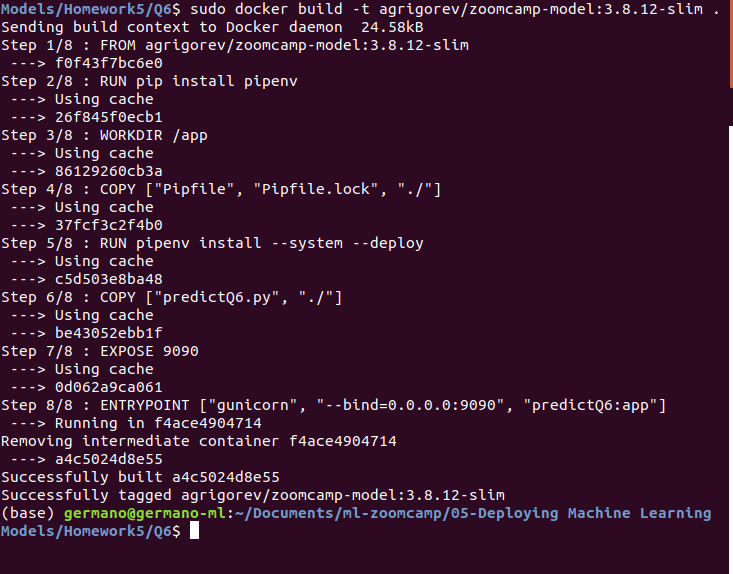 Models/Homework5/Q6$ sudo docker build -t agrigorev/zoomcamp-model:3.8.12-slim .
Sending build context to Docker daemon  24.58kB
Step 1/8 : FROM agrigorev/zoomcamp-model:3.8.12-slim
 ---> f0f43f7bc6e0
Step 2/8 : RUN pip install pipenv
 ---> Using cache
 ---> 26f845f0ecb1
Step 3/8 : WORKDIR /app
 ---> Using cache
 ---> 86129260cb3a
Step 4/8 : COPY ["Pipfile", "Pipfile.lock", "./"]
 ---> Using cache
 ---> 37fcf3c2f4b0
Step 5/8 : RUN pipenv install --system --deploy
 ---> Using cache
 ---> c5d503e8ba48
Step 6/8 : COPY ["predictQ6.py", "./"]
 ---> Using cache
 ---> be43052ebb1f
Step 7/8 : EXPOSE 9090
 ---> Using cache
 ---> 0d062a9ca061
Step 8/8 : ENTRYPOINT ["gunicorn", "--bind=0.0.0.0:9090", "predictQ6:app"]
 ---> Running in f4ace4904714
Removing intermediate container f4ace4904714
 ---> a4c5024d8e55
Successfully built a4c5024d8e55
Successfully tagged agrigorev/zoomcamp-model:3.8.12-slim
(base) germano@germano-ml:~/Documents/ml-zoomcamp/05-Deploying Machine Learning
Models/Homework5/Q6$